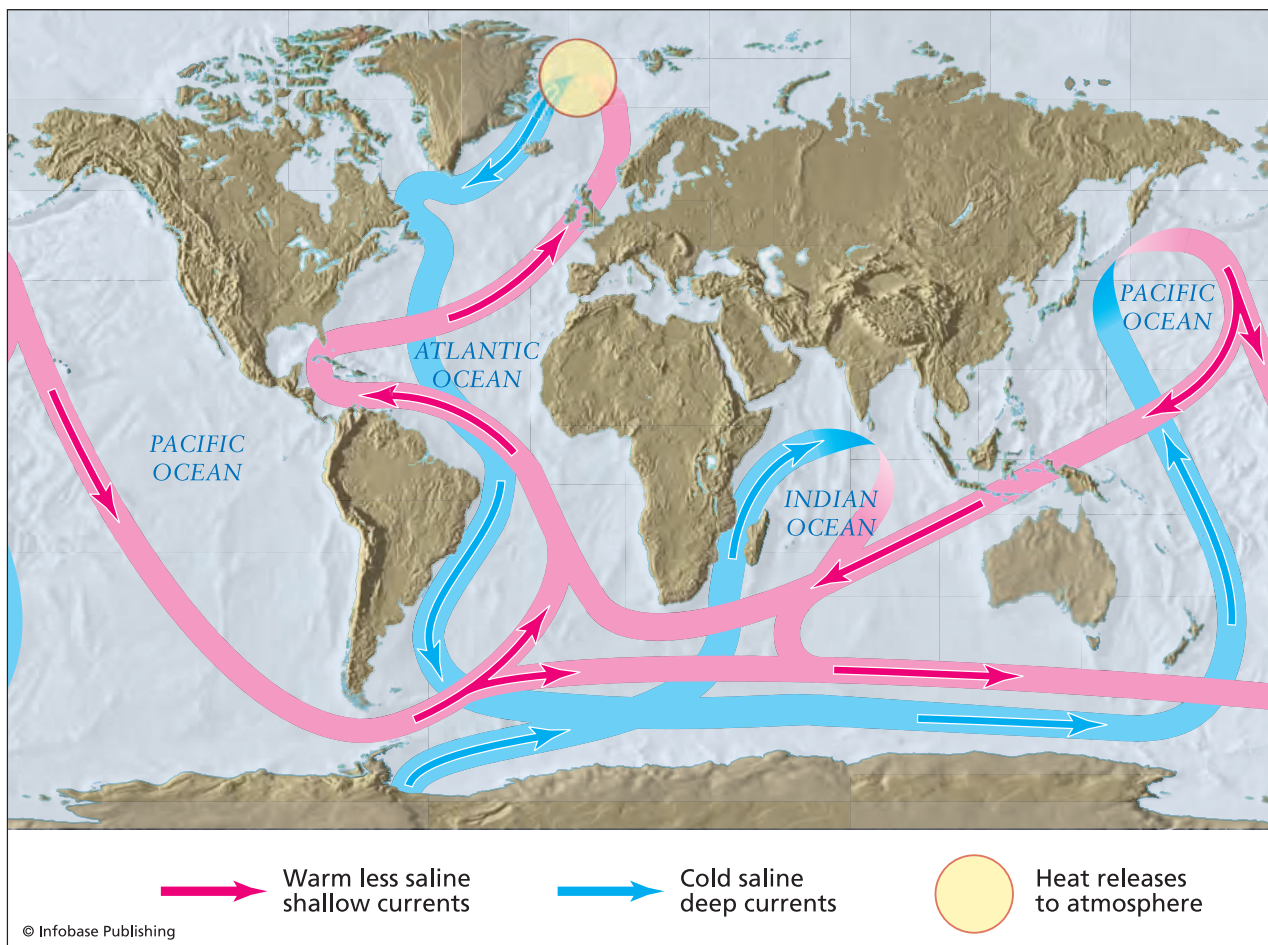 PACIFIC
OCEAN
ATLANTIC
OCEAN
PACIFIC
OCEAN
INDIAN
OCEAN
Warm less saline
shallow currents
Cold saline
deep currents
Heat releases
to atmosphere
© Infobase Publishing